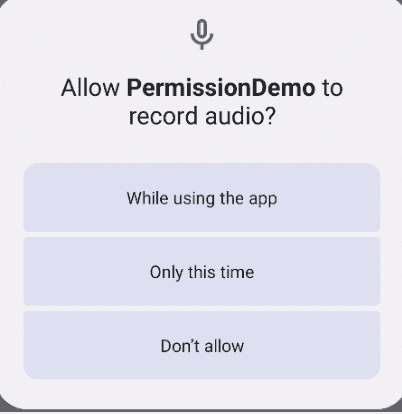 Allow PermissionDemo to
record audio?
While using the app
Only this time
Don't allow